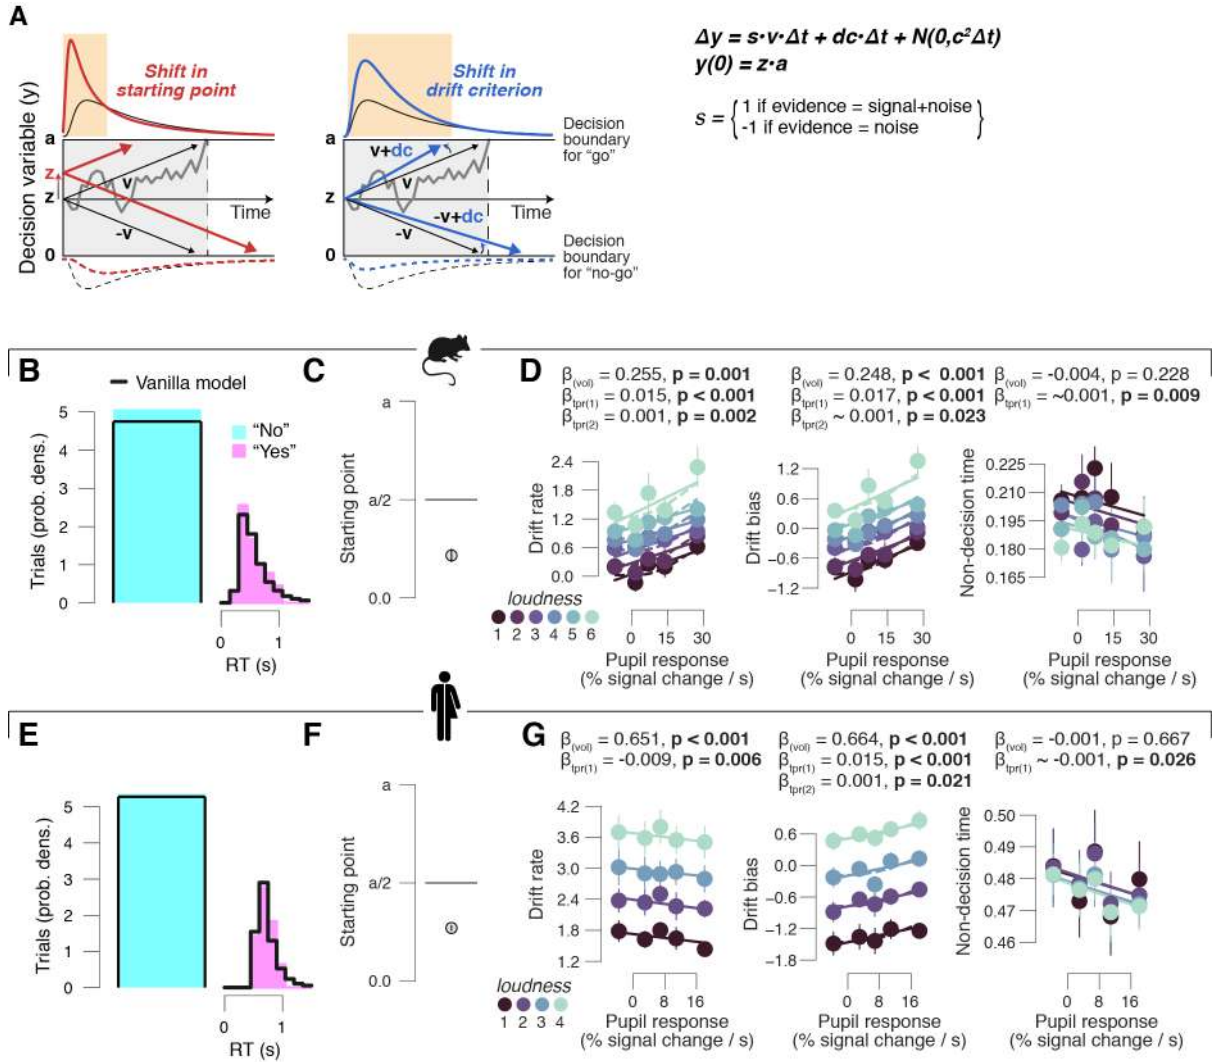 A
Δy = s·v·Δt + dc·Δt + N(0,c²Δt)
y(0) = z·a
s = { 1 if evidence = signal+noise
-1 if evidence = noise }
Decision variable (y)
Shift in
starting point
a
z
z
0
v
-v
Time
Shift in
drift criterion
a
z
0
v+dc
v
-v+dc
-v
Time
Decision
boundary
for “go”
Decision
boundary
for “no-go”
B
Vanilla model
“No”
“Yes”
Trials (prob. dens.)
5
4
3
2
1
0
0 1
RT (s)
C
Starting point
a
a/2
0.0
D
β(vol) = 0.255, p = 0.001
β(tpr(1) = 0.015, p < 0.001
β(tpr(2) = 0.001, p = 0.002
Drift rate
2.4
1.8
1.2
0.6
0.0
loudness
1 2 3 4 5 6
0 15 30
Pupil response
(% signal change / s)
β(vol) = 0.248, p < 0.001
βtpr(1) = 0.017, p < 0.001
βtpr(2) ~ 0.001, p = 0.023
Drift bias
1.2
0.6
0.0
−0.6
−1.2
0 15 30
Pupil response
(% signal change / s)
β(vol) = -0.004, p = 0.228
βtpr(1) = ~0.001, p = 0.009
Non-decision time
0.225
0.210
0.195
0.180
0.165
0 15 30
Pupil response
(% signal change / s)
E
Trials (prob. dens.)
5
4
3
2
1
0
0 1
RT (s)
F
Starting point
a
a/2
0.0
G
β(vol) = 0.651, p < 0.001
βtpr(1) = -0.009, p = 0.006
Drift rate
4.2
3.6
3.0
2.4
1.8
1.2
loudness
1 2 3 4
0 8 16
Pupil response
(% signal change / s)
β(vol) = 0.664, p < 0.001
βtpr(1) = 0.015, p < 0.001
βtpr(2) = 0.001, p = 0.021
Drift bias
0.6
0.0
−0.6
−1.2
−1.8
0 8 16
Pupil response
(% signal change / s)
β(vol) = -0.001, p = 0.667
βtpr(1) ~ -0.001, p = 0.026
Non-decision time
0.49
0.48
0.47
0.46
0 8 16
Pupil response
(% signal change / s)